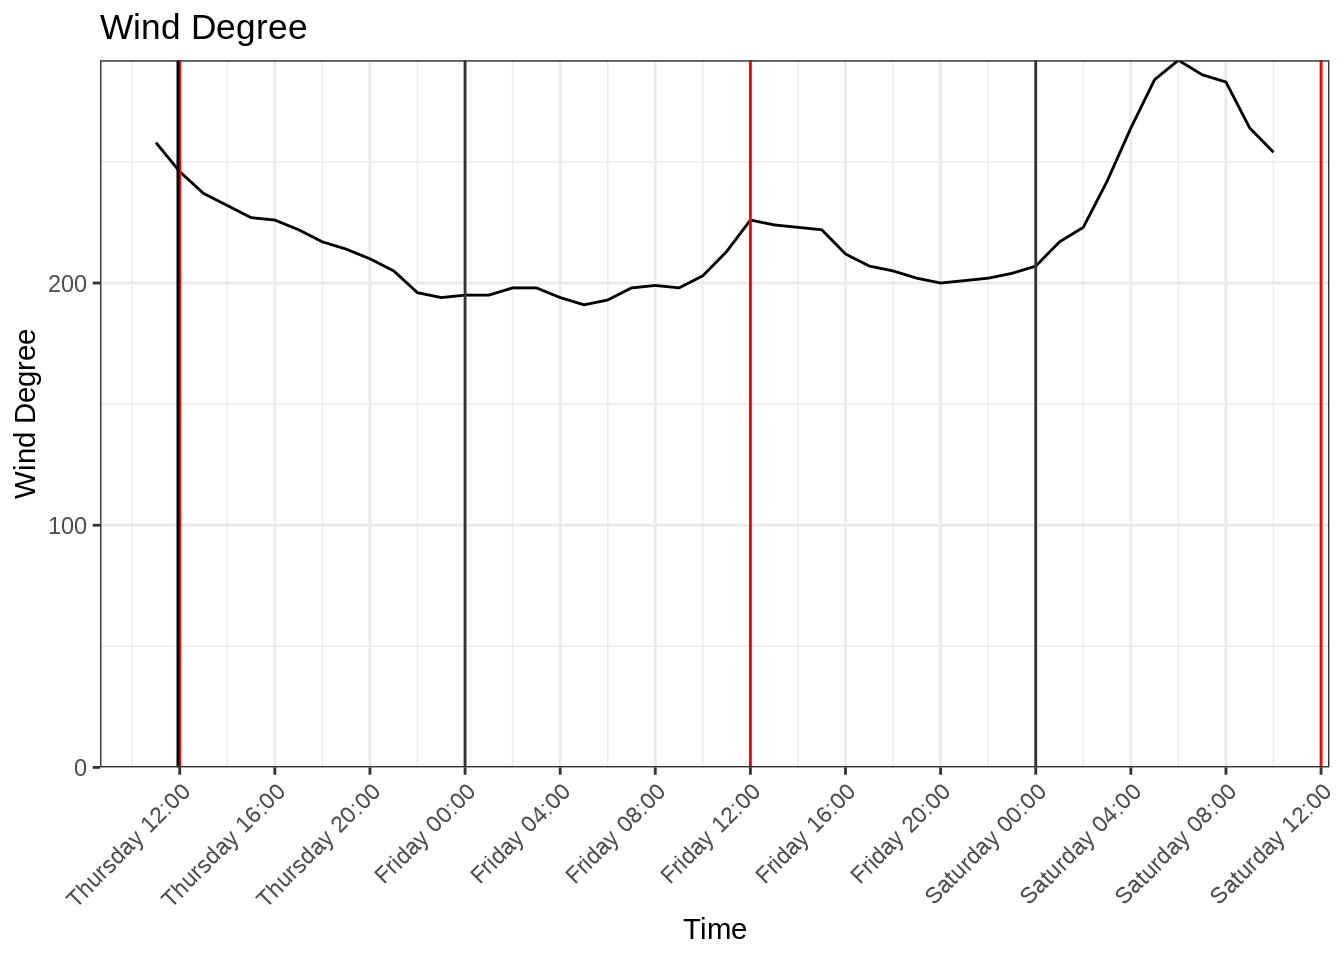 Wind Degree
Wind Degree
200
100
0
Thursday 12:00
Thursday 16:00
Thursday 20:00
Friday 00:00
Friday 04:00
Friday 08:00
Friday 12:00
Friday 16:00
Friday 20:00
Saturday 00:00
Saturday 04:00
Saturday 08:00
Saturday 12:00
Time